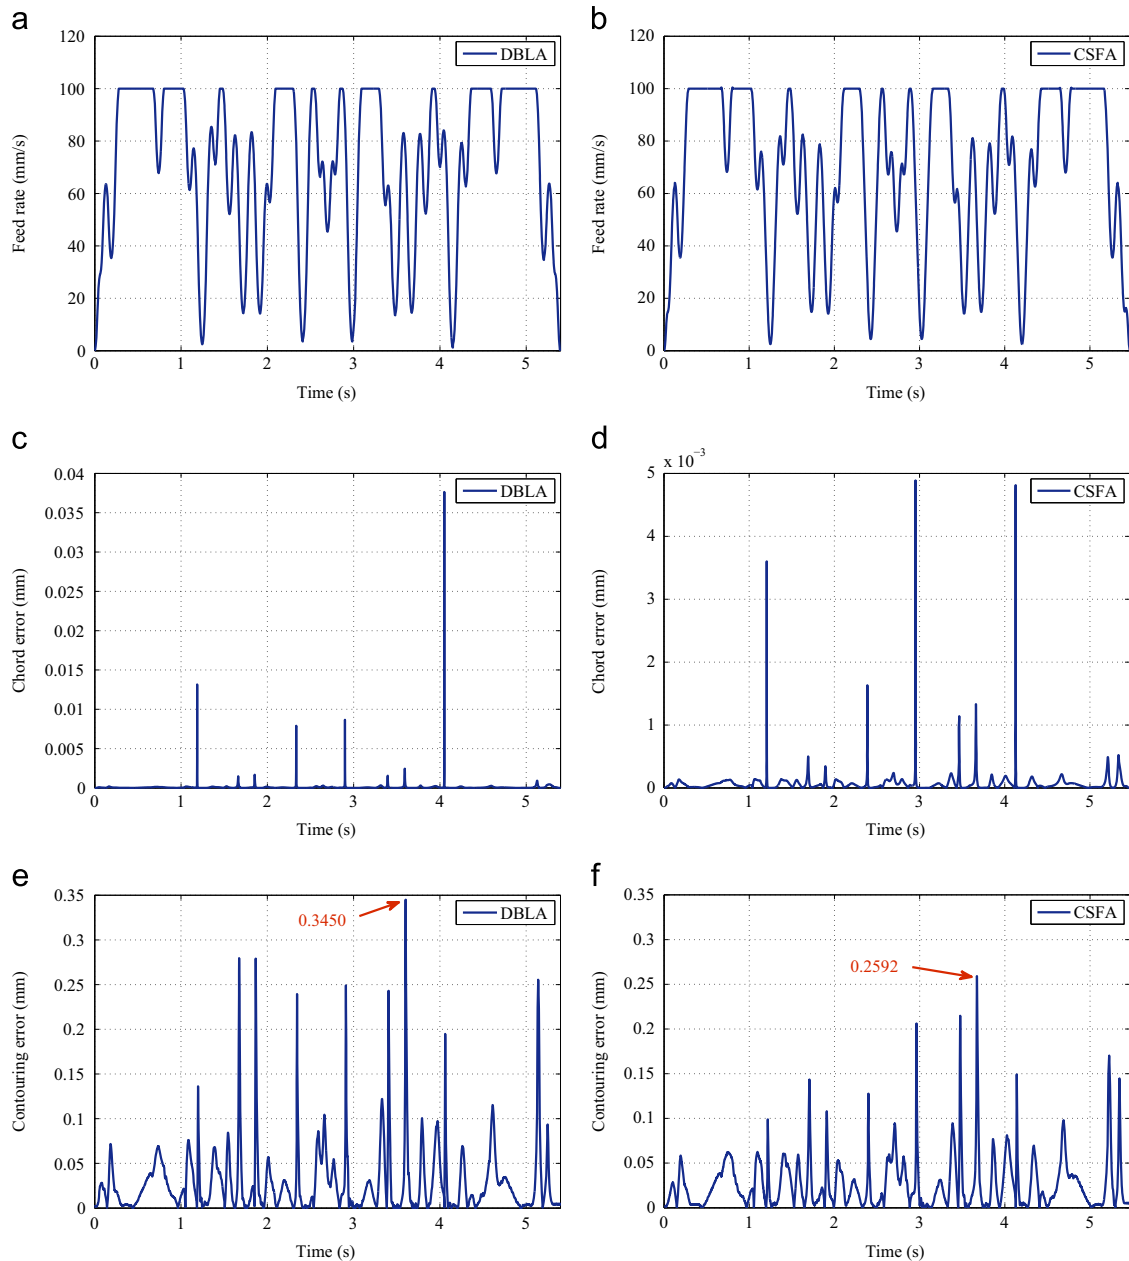 a
120
100
80
60
40
20
0
Feed rate (mm/s)
DBLA
0 1 2 3 4 5
Time (s)
b
120
100
80
60
40
20
0
Feed rate (mm/s)
CSFA
0 1 2 3 4 5
Time (s)
c
0.04
0.035
0.03
0.025
0.02
0.015
0.01
0.005
0
Chord error (mm)
DBLA
0 1 2 3 4 5
Time (s)
d
x 10⁻³
5
4
3
2
1
0
Chord error (mm)
CSFA
0 1 2 3 4 5
Time (s)
e
0.35
0.3
0.25
0.2
0.15
0.1
0.05
0
Contouring error (mm)
DBLA
0.3450
0 1 2 3 4 5
Time (s)
f
0.35
0.3
0.25
0.2
0.15
0.1
0.05
0
Contouring error (mm)
CSFA
0.2592
0 1 2 3 4 5
Time (s)